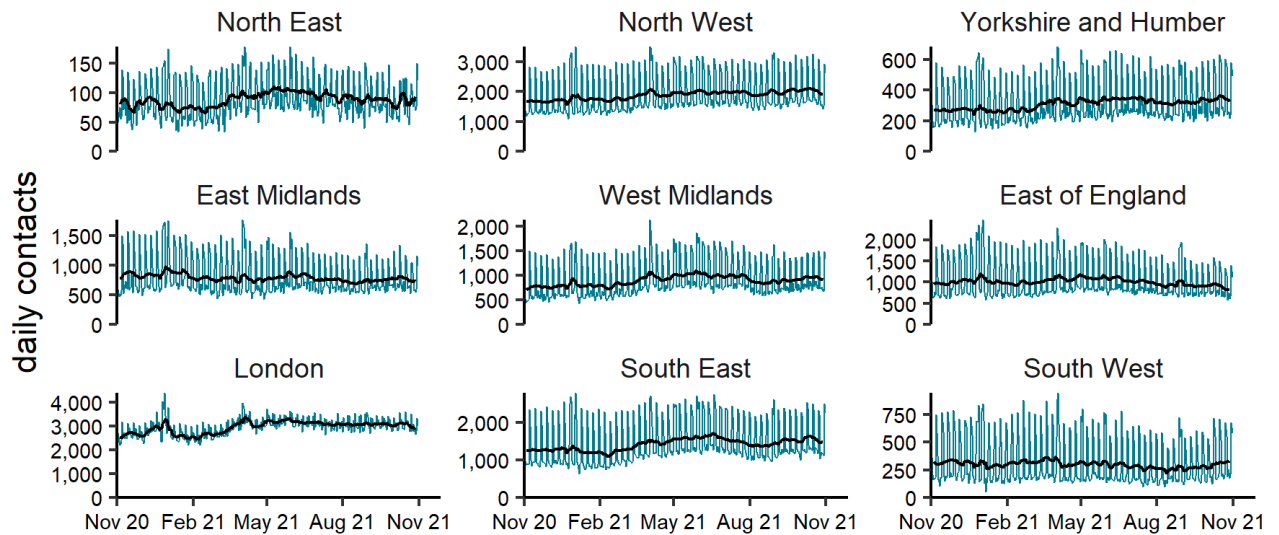 North East
North West
Yorkshire and Humber
150
100
50
0
3,000
2,000
1,000
0
600
400
200
0
daily contacts
East Midlands
West Midlands
East of England
1,500
1,000
500
0
2,000
1,500
1,000
500
0
2,000
1,500
1,000
500
0
London
South East
South West
4,000
3,000
2,000
1,000
0
2,000
1,000
0
750
500
250
0
Nov 20 Feb 21 May 21 Aug 21 Nov 21
Nov 20 Feb 21 May 21 Aug 21 Nov 21
Nov 20 Feb 21 May 21 Aug 21 Nov 21